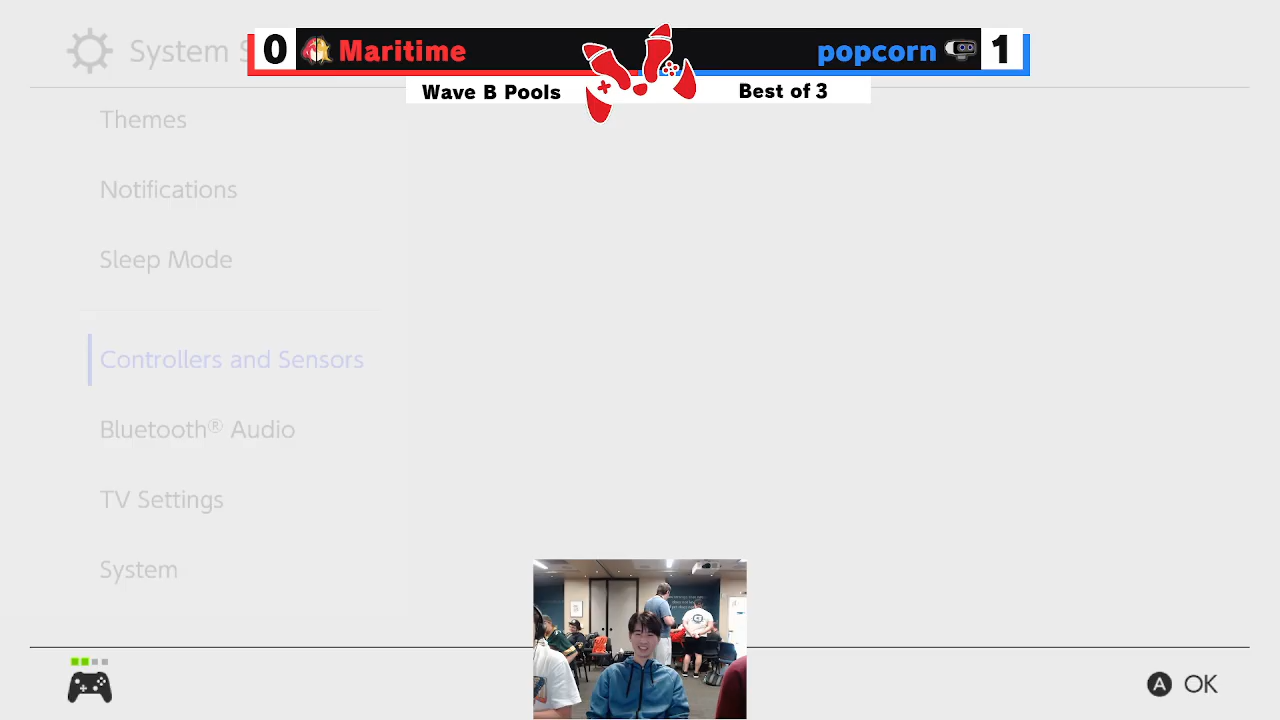 System S
0 Maritime
popcorn 1
Wave B Pools
Best of 3
Themes
Notifications
Sleep Mode
Controllers and Sensors
Bluetooth® Audio
TV Settings
System
A OK